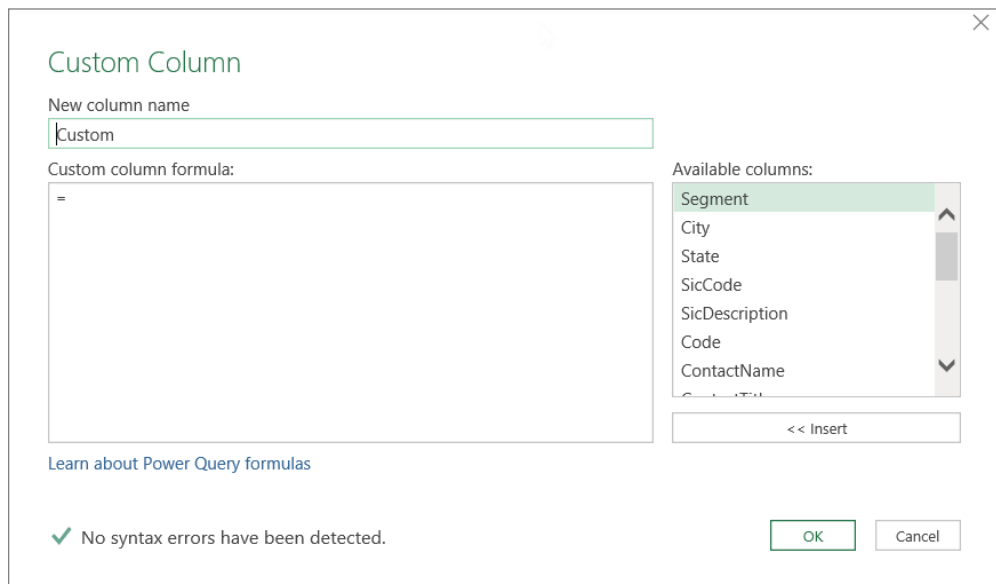 Custom Column
New column name
Custom
Custom column formula:
=
Available columns:
Segment
City
State
SicCode
SicDescription
Code
ContactName
<< Insert
Learn about Power Query formulas
No syntax errors have been detected.
OK
Cancel